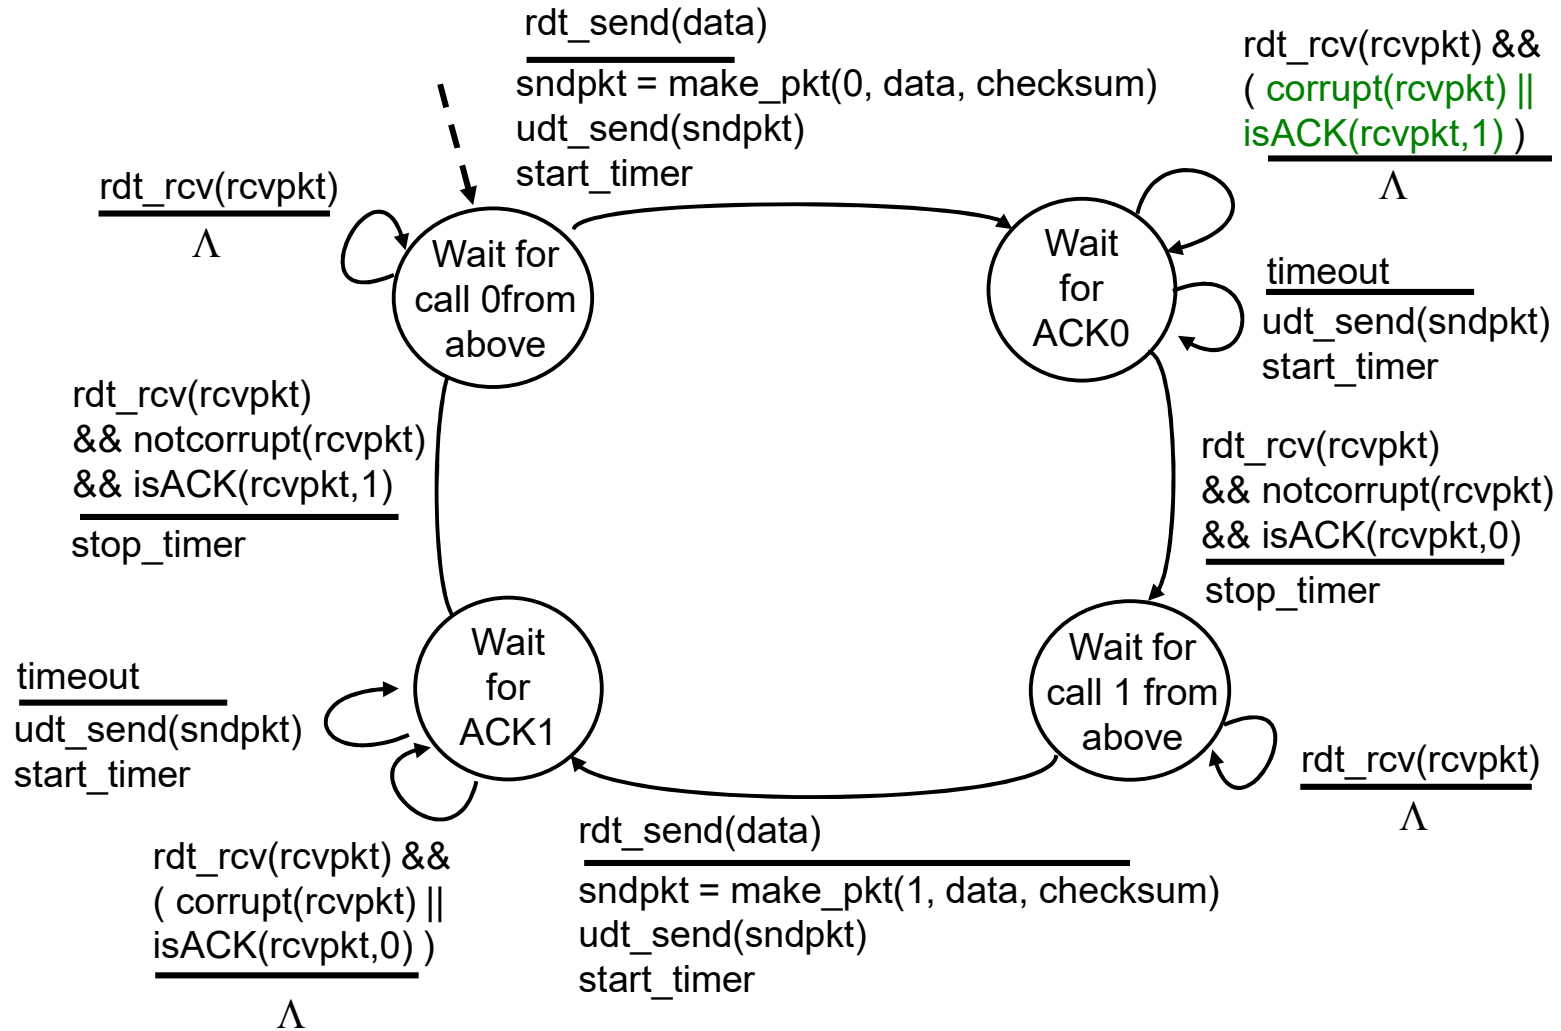 rdt_send(data)
sndpkt = make_pkt(0, data, checksum)
udt_send(sndpkt)
start_timer
rdt_rcv(rcvpkt) &&
( corrupt(rcvpkt) ||
isACK(rcvpkt,1) )
Λ
rdt_rcv(rcvpkt)
Λ
Wait for
call 0from
above
Wait
for
ACK0
timeout
udt_send(sndpkt)
start_timer
rdt_rcv(rcvpkt)
&& notcorrupt(rcvpkt)
&& isACK(rcvpkt,1)
stop_timer
rdt_rcv(rcvpkt)
&& notcorrupt(rcvpkt)
&& isACK(rcvpkt,0)
stop_timer
timeout
udt_send(sndpkt)
start_timer
Wait
for
ACK1
Wait for
call 1 from
above
rdt_rcv(rcvpkt)
Λ
rdt_rcv(rcvpkt) &&
( corrupt(rcvpkt) ||
isACK(rcvpkt,0) )
Λ
rdt_send(data)
sndpkt = make_pkt(1, data, checksum)
udt_send(sndpkt)
start_timer